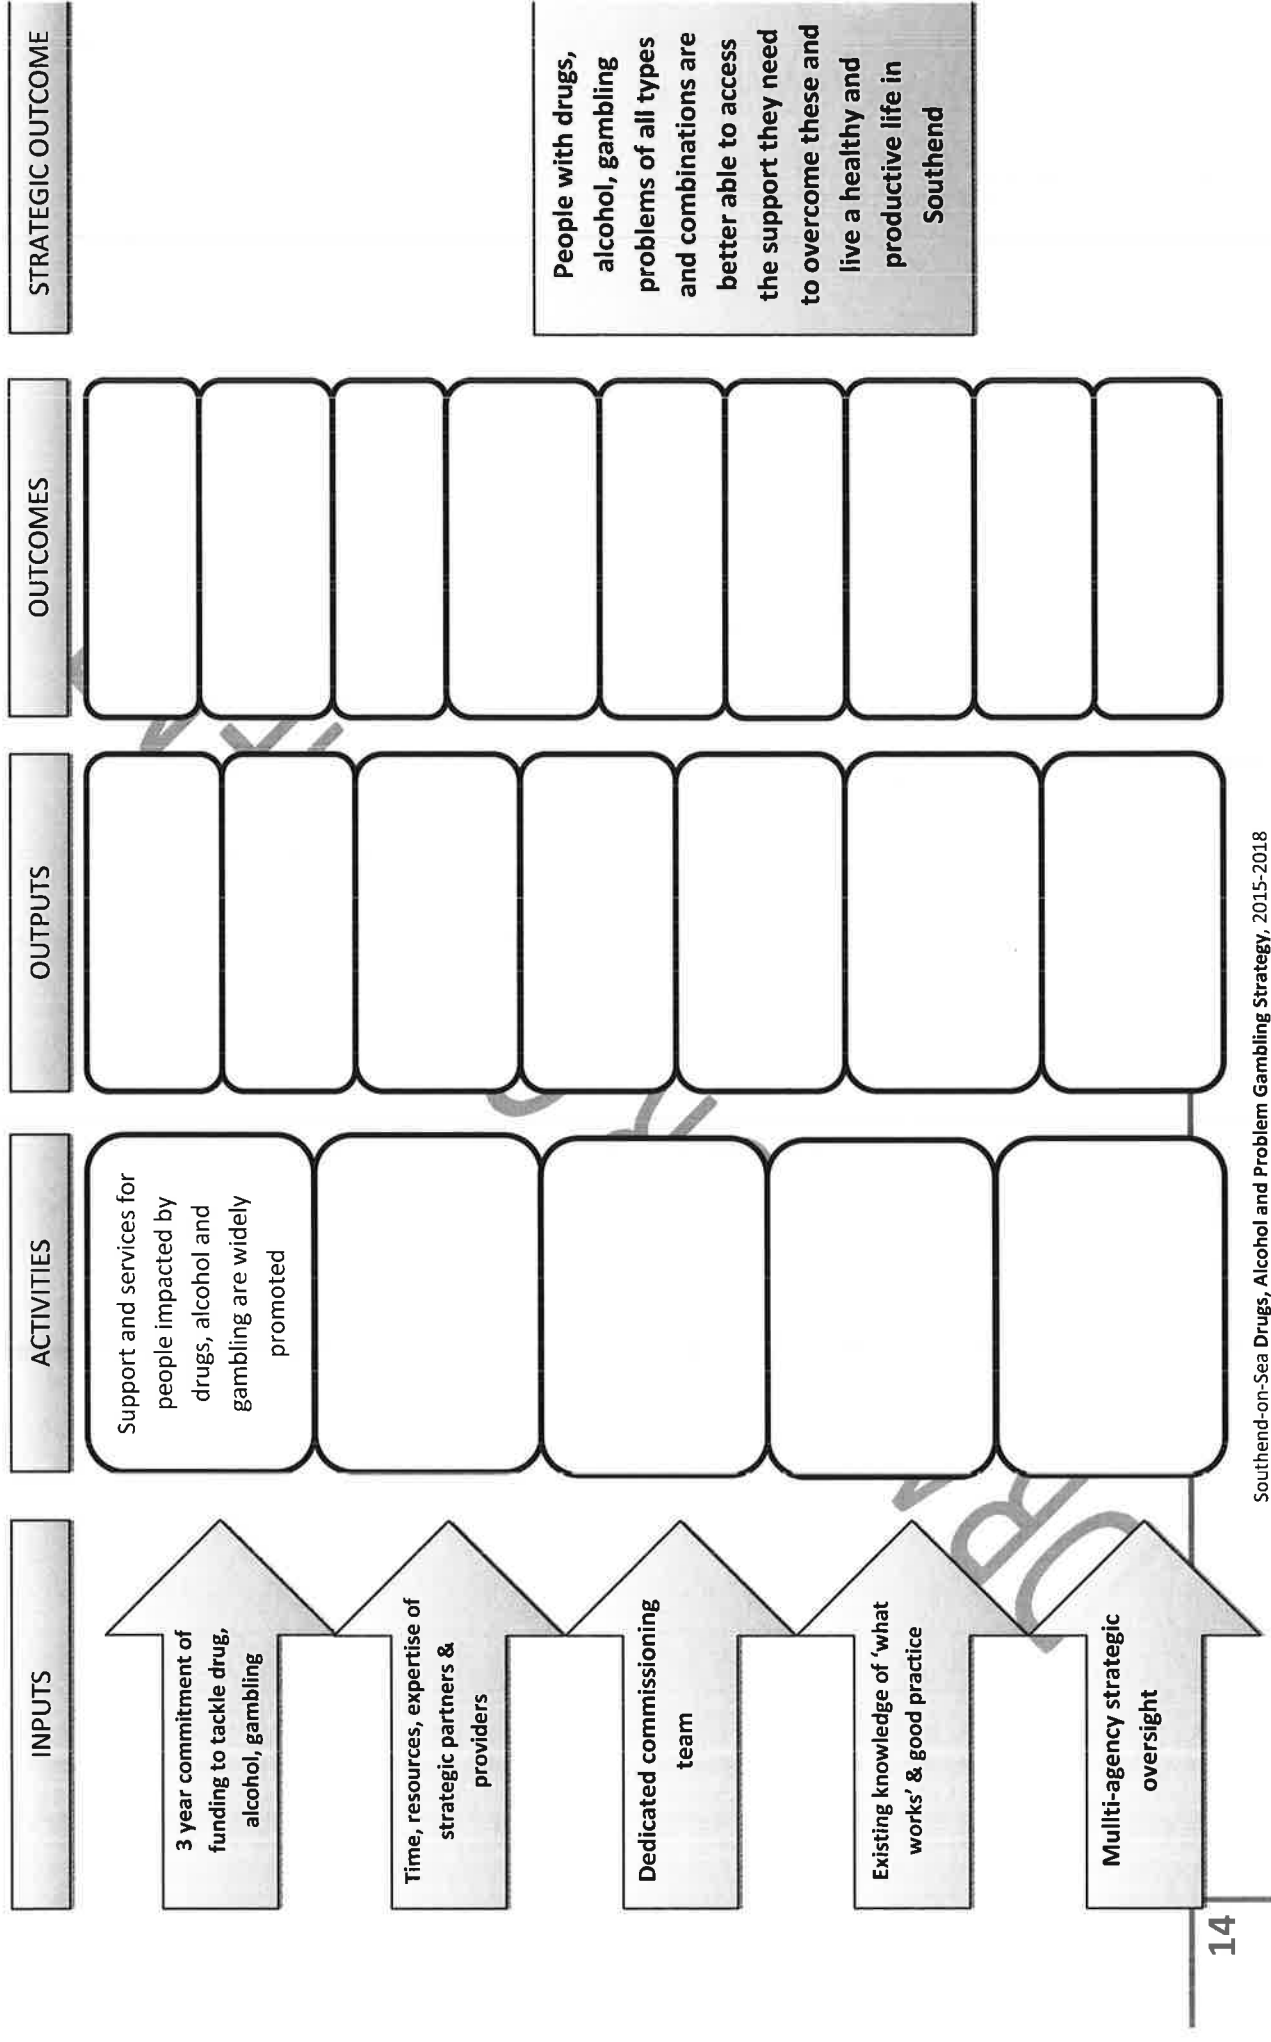 INPUTS
ACTIVITIES
OUTPUTS
OUTCOMES
STRATEGIC OUTCOME
3 year commitment of
funding to tackle drug,
alcohol, gambling
Time, resources, expertise of
strategic partners &
providers
Dedicated commissioning
team
Existing knowledge of ‘what
works’ & good practice
Mullti-agency strategic
oversight
Support and services for
people impacted by
drugs, alcohol and
gambling are widely
promoted
People with drugs,
alcohol, gambling
problems of all types
and combinations are
better able to access
the support they need
to overcome these and
live a healthy and
productive life in
Southend
14
Southend-on-Sea Drugs, Alcohol and Problem Gambling Strategy, 2015-2018